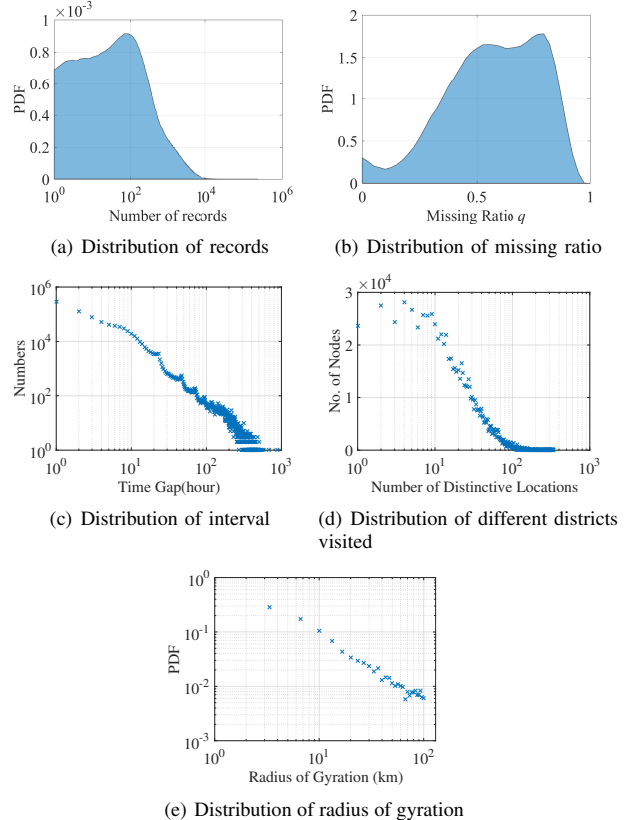 ×10^-3
1
0.8
0.6
0.4
0.2
0
PDF
10^0 10^2 10^4 10^6
Number of records
(a) Distribution of records
2
1.5
1
0.5
0
PDF
0 0.5 1
Missing Ratio q
(b) Distribution of missing ratio
10^6
10^4
10^2
10^0
Numbers
10^0 10^1 10^2 10^3
Time Gap(hour)
(c) Distribution of interval
×10^4
3
2
1
0
No. of Nodes
10^0 10^1 10^2 10^3
Number of Distinctive Locations
(d) Distribution of different districts
visited
10^0
10^-1
10^-2
10^-3
PDF
10^0 10^1 10^2
Radius of Gyration (km)
(e) Distribution of radius of gyration